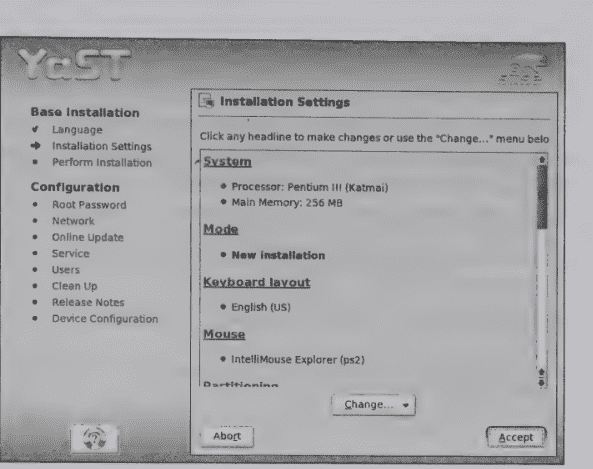 YaST
Base Installation
Language
Installation Settings
Perform Installation
Configuration
Root Password
Network
Online Update
Service
Users
Clean Up
Release Notes
Device Configuration
Installation Settings
Click any headline to make changes or use the "Change..." menu belo
System
Processor: Pentium III (Katmai)
Main Memory: 256 MB
Mode
New installation
Keyboard layout
English (US)
Mouse
IntelliMouse Explorer (ps2)
Partitioning
Change...
Abort
Accept